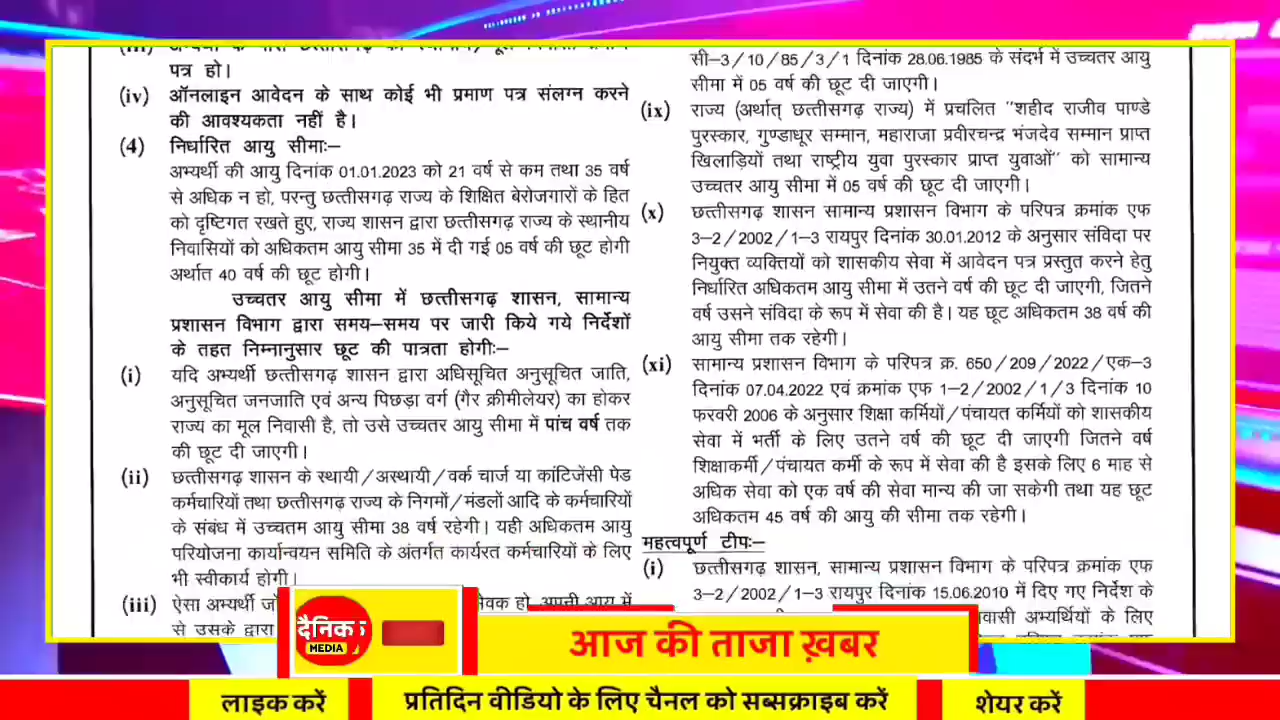 पत्र हो।
(iv) ऑनलाइन आवेदन के साथ कोई भी प्रमाण पत्र संलग्न करने
की आवश्यकता नहीं है।
(4) निर्धारित आयु सीमाः–
अभ्यर्थी की आयु दिनांक 01.01.2023 को 21 वर्ष से कम तथा 35 वर्ष
से अधिक न हो, परन्तु छत्तीसगढ़ राज्य के शिक्षित बेरोजगारों के हित
को दृष्टिगत रखते हुए, राज्य शासन द्वारा छत्तीसगढ़ राज्य के स्थानीय
निवासियों को अधिकतम आयु सीमा 35 में दी गई 05 वर्ष की छूट होगी
अर्थात 40 वर्ष की छूट होगी।
उच्चतर आयु सीमा में छत्तीसगढ़ शासन, सामान्य
प्रशासन विभाग द्वारा समय–समय पर जारी किये गये निर्देशों
के तहत निम्नानुसार छूट की पात्रता होगीः–
(i) यदि अभ्यर्थी छत्तीसगढ़ शासन द्वारा अधिसूचित अनुसूचित जाति,
अनुसूचित जनजाति एवं अन्य पिछड़ा वर्ग (गैर क्रीमीलेयर) का होकर
राज्य का मूल निवासी है, तो उसे उच्चतर आयु सीमा में पांच वर्ष तक
की छूट दी जाएगी।
(ii) छत्तीसगढ़ शासन के स्थायी/अस्थायी/वर्क चार्ज या कांटिजेंसी पेड
कर्मचारियों तथा छत्तीसगढ़ राज्य के निगमों/मंडलों आदि के कर्मचारियों
के संबंध में उच्चतम आयु सीमा 38 वर्ष रहेगी। यही अधिकतम आयु
परियोजना कार्यान्वयन समिति के अंतर्गत कार्यरत कर्मचारियों के लिए
भी स्वीकार्य होगी।
(iii) ऐसा अभ्यर्थी जो
से उसके द्वारा
सी–3/10/85/3/1 दिनांक 28.06.1985 के संदर्भ में उच्चतर आयु
सीमा में 05 वर्ष की छूट दी जाएगी।
(ix) राज्य (अर्थात् छत्तीसगढ़ राज्य) में प्रचलित "शहीद राजीव पाण्डे
पुरस्कार, गुण्डाधूर सम्मान, महाराजा प्रवीरचन्द्र भंजदेव सम्मान प्राप्त
खिलाड़ियों तथा राष्ट्रीय युवा पुरस्कार प्राप्त युवाओं" को सामान्य
उच्चतर आयु सीमा में 05 वर्ष की छूट दी जाएगी।
(x) छत्तीसगढ़ शासन सामान्य प्रशासन विभाग के परिपत्र क्रमांक एफ
3–2/2002/1–3 रायपुर दिनांक 30.01.2012 के अनुसार संविदा पर
नियुक्त व्यक्तियों को शासकीय सेवा में आवेदन पत्र प्रस्तुत करने हेतु
निर्धारित अधिकतम आयु सीमा में उतने वर्ष की छूट दी जाएगी, जितने
वर्ष उसने संविदा के रूप में सेवा की है। यह छूट अधिकतम 38 वर्ष की
आयु सीमा तक रहेगी।
(xi) सामान्य प्रशासन विभाग के परिपत्र क्र. 650/209/2022/एक–3
दिनांक 07.04.2022 एवं क्रमांक एफ 1–2/2002/1/3 दिनांक 10
फरवरी 2006 के अनुसार शिक्षा कर्मियों/पंचायत कर्मियों को शासकीय
सेवा में भर्ती के लिए उतने वर्ष की छूट दी जाएगी जितने वर्ष
शिक्षाकर्मी/पंचायत कर्मी के रूप में सेवा की है इसके लिए 6 माह से
अधिक सेवा को एक वर्ष की सेवा मान्य की जा सकेगी तथा यह छूट
अधिकतम 45 वर्ष की आयु की सीमा तक रहेगी।
महत्वपूर्ण टीपः–
(i) छत्तीसगढ़ शासन, सामान्य प्रशासन विभाग के परिपत्र क्रमांक एफ
3–2/2002/1–3 रायपुर दिनांक 15.06.2010 में दिए गए निर्देश के
वासी अभ्यर्थियों के लिए
दैनिक
MEDIA
आज की ताजा ख़बर
लाइक करें
प्रतिदिन वीडियो के लिए चैनल को सब्सक्राइब करें
शेयर करें